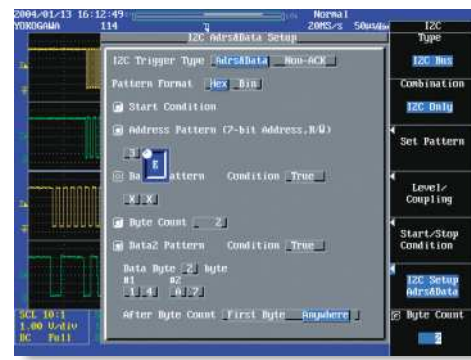 2004/01/13 16:12:49
Normal
YOKOGAWA 114 20MS/s 50us/div
I2C Adrs&Data Setup
I2C Trigger Type Adrs&Data Non-ACK
Pattern Format Hex Bin
Start Condition
Address Pattern (7-bit Address,R/W)
3 E
Pattern Condition True
X X
Byte Count 2
Data2 Pattern Condition True
Data Byte 2 byte
#1 #2
1 4 A 7
After Byte Count First Byte Anywhere
SCL 10:1
1.00 V/div
DC Full
I2C
Type
I2C Bus
Combination
I2C Only
Set Pattern
Level/
Coupling
Start/Stop
Condition
I2C Setup
Adrs&Data
Byte Count
2